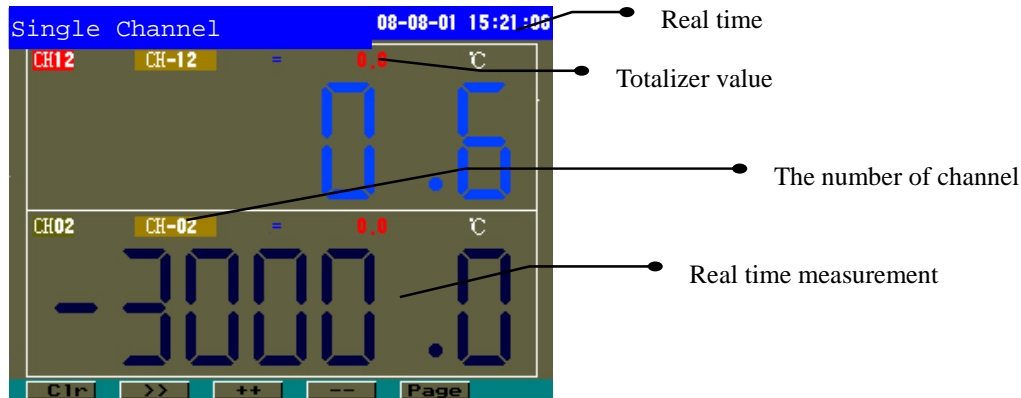 Single Channel 08-08-01 15:21:06 Real time
CH12 CH-12 = 0.0 ℃
Totalizer value
0.6
The number of channel
CH02 CH-02 = 0.0 ℃
Real time measurement
-3000.0
Clr >> ++ -- Page